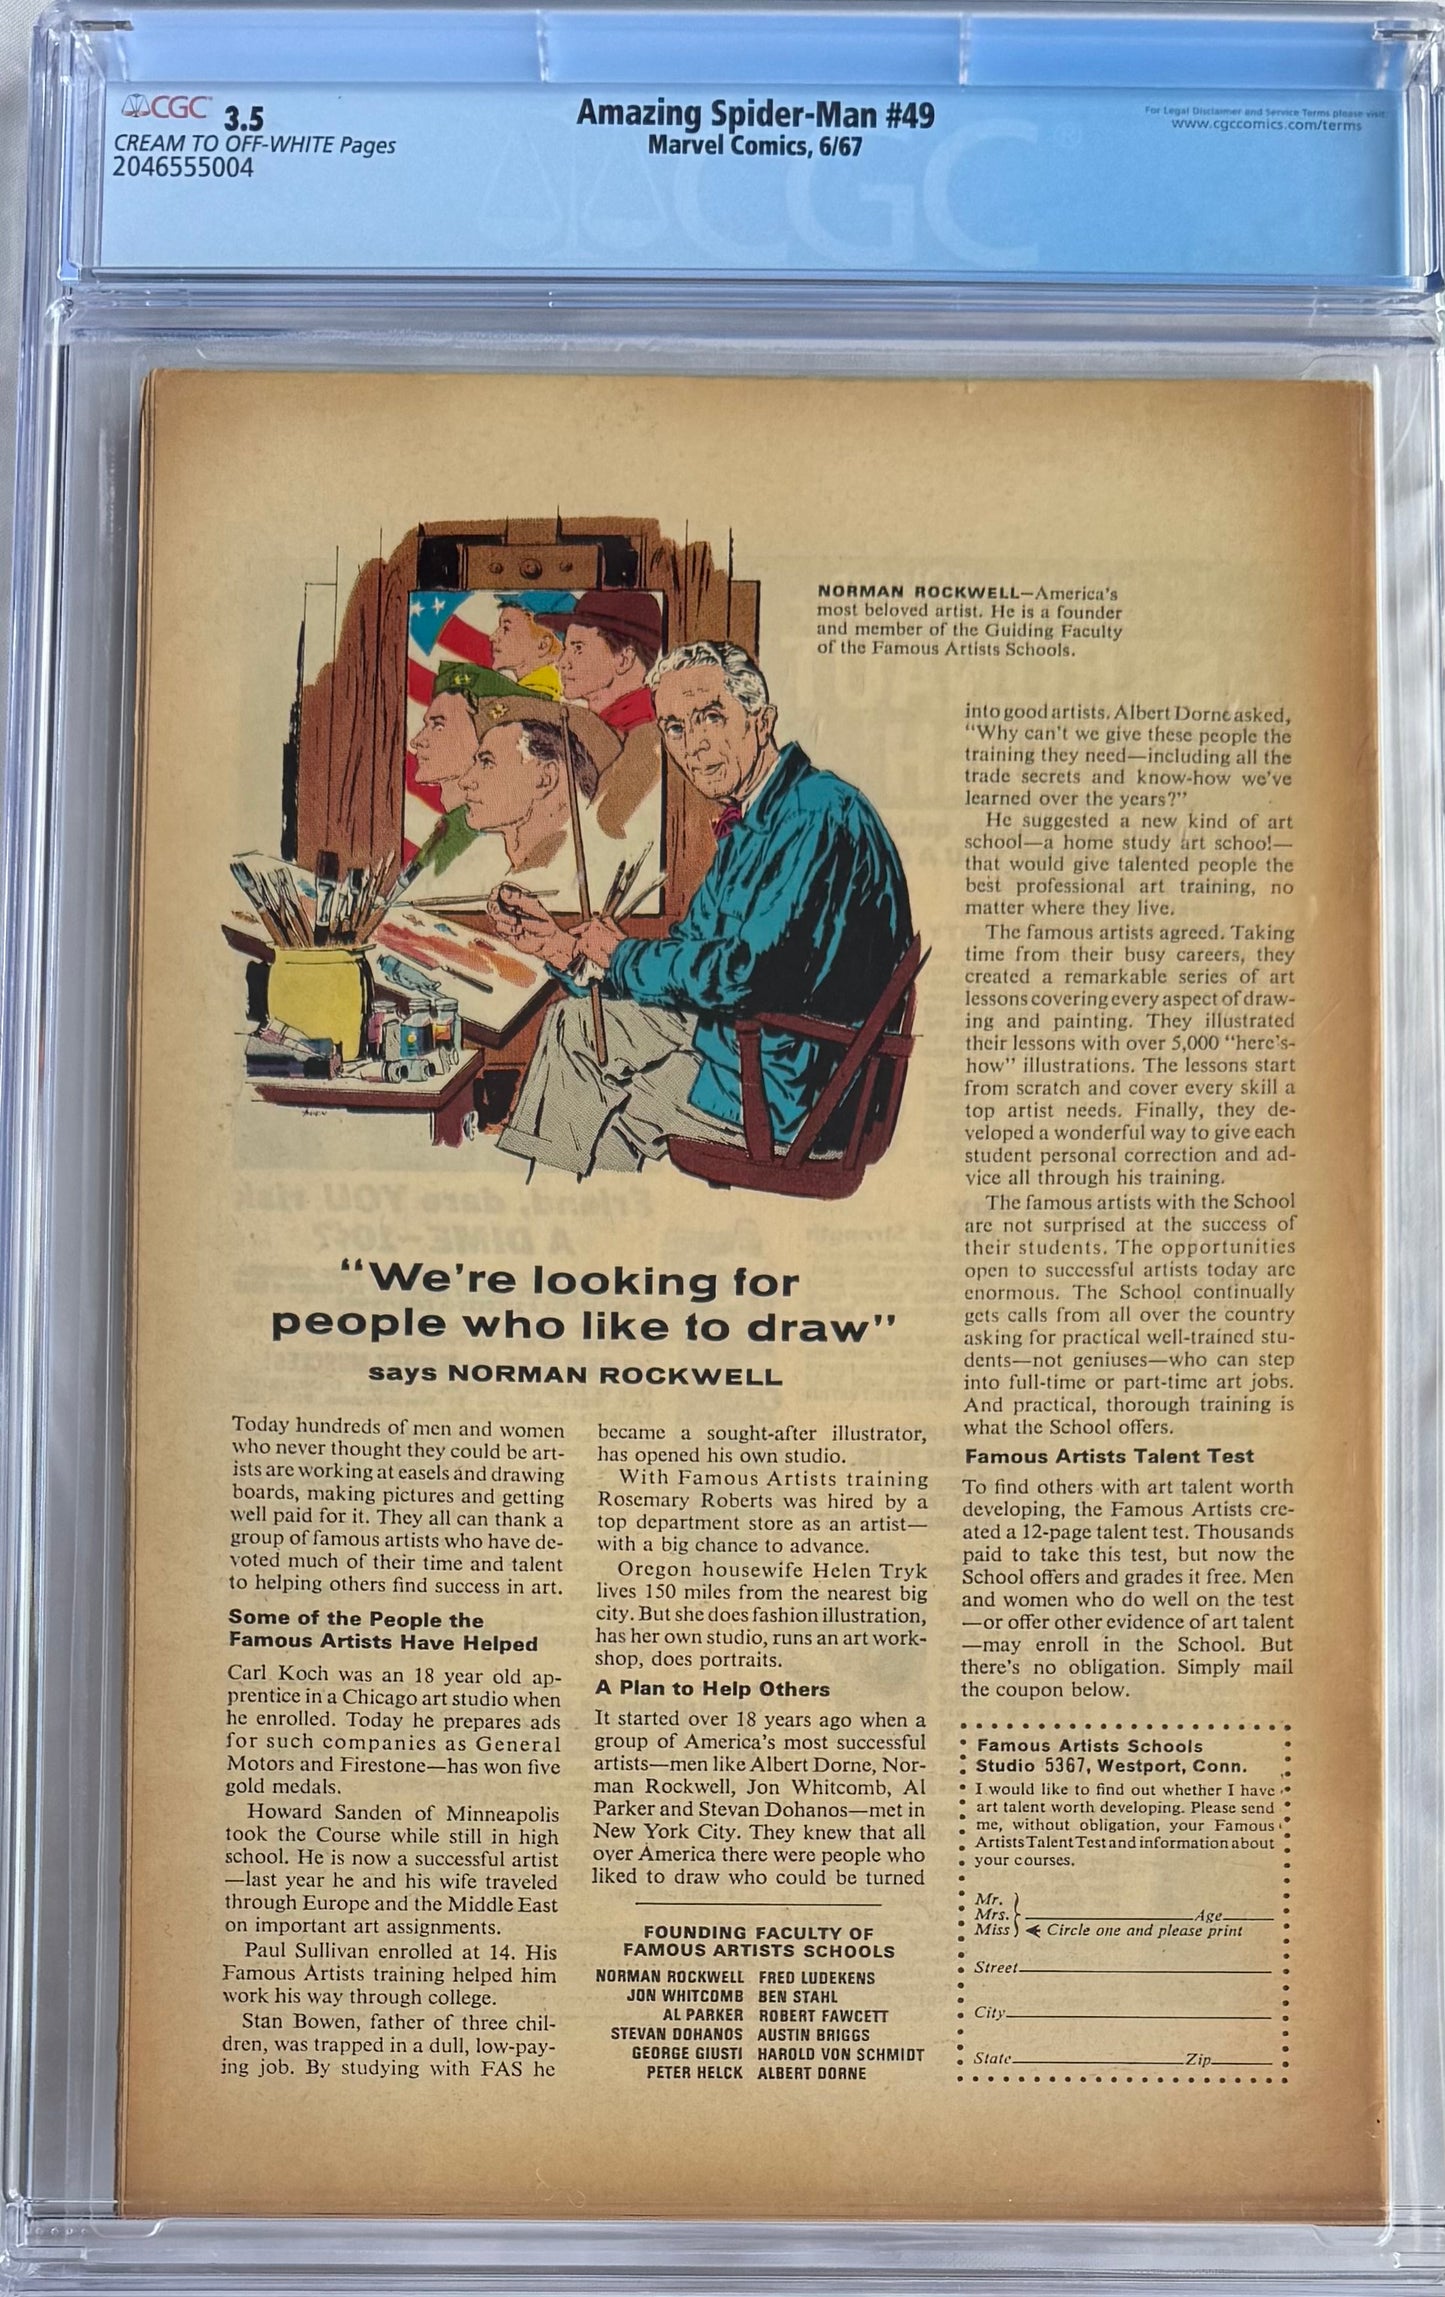 CGC 3.5
CREAM TO OFF-WHITE Pages
2046555004
Amazing Spider-Man #49
Marvel Comics, 6/67
For Legal Disclaimer and Service Terms please visit:
www.cgccomics.com/terms
CGC
NORMAN ROCKWELL—America's
most beloved artist. He is a founder
and member of the Guiding Faculty
of the Famous Artists Schools.
"We're looking for
people who like to draw"
says NORMAN ROCKWELL
Today hundreds of men and women
who never thought they could be art-
ists are working at easels and drawing
boards, making pictures and getting
well paid for it. They all can thank a
group of famous artists who have de-
voted much of their time and talent
to helping others find success in art.
Some of the People the
Famous Artists Have Helped
Carl Koch was an 18 year old ap-
prentice in a Chicago art studio when
he enrolled. Today he prepares ads
for such companies as General
Motors and Firestone—has won five
gold medals.
Howard Sanden of Minneapolis
took the Course while still in high
school. He is now a successful artist
—last year he and his wife traveled
through Europe and the Middle East
on important art assignments.
Paul Sullivan enrolled at 14. His
Famous Artists training helped him
work his way through college.
Stan Bowen, father of three chil-
dren, was trapped in a dull, low-pay-
ing job. By studying with FAS he
became a sought-after illustrator,
has opened his own studio.
With Famous Artists training
Rosemary Roberts was hired by a
top department store as an artist—
with a big chance to advance.
Oregon housewife Helen Tryk
lives 150 miles from the nearest big
city. But she does fashion illustration,
has her own studio, runs an art work-
shop, does portraits.
A Plan to Help Others
It started over 18 years ago when a
group of America's most successful
artists—men like Albert Dorne, Nor-
man Rockwell, Jon Whitcomb, Al
Parker and Stevan Dohanos—met in
New York City. They knew that all
over America there were people who
liked to draw who could be turned
FOUNDING FACULTY OF
FAMOUS ARTISTS SCHOOLS
NORMAN ROCKWELL FRED LUDEKENS
JON WHITCOMB BEN STAHL
AL PARKER ROBERT FAWCETT
STEVAN DOHANOS AUSTIN BRIGGS
GEORGE GIUSTI HAROLD VON SCHMIDT
PETER HELCK ALBERT DORNE
into good artists. Albert Dorne asked,
"Why can't we give these people the
training they need—including all the
trade secrets and know-how we've
learned over the years?"
He suggested a new kind of art
school—a home study art school—
that would give talented people the
best professional art training, no
matter where they live.
The famous artists agreed. Taking
time from their busy careers, they
created a remarkable series of art
lessons covering every aspect of draw-
ing and painting. They illustrated
their lessons with over 5,000 "here's-
how" illustrations. The lessons start
from scratch and cover every skill a
top artist needs. Finally, they de-
veloped a wonderful way to give each
student personal correction and ad-
vice all through his training.
The famous artists with the School
are not surprised at the success of
their students. The opportunities
open to successful artists today are
enormous. The School continually
gets calls from all over the country
asking for practical well-trained stu-
dents—not geniuses—who can step
into full-time or part-time art jobs.
And practical, thorough training is
what the School offers.
Famous Artists Talent Test
To find others with art talent worth
developing, the Famous Artists cre-
ated a 12-page talent test. Thousands
paid to take this test, but now the
School offers and grades it free. Men
and women who do well on the test
—or offer other evidence of art talent
—may enroll in the School. But
there's no obligation. Simply mail
the coupon below.
Famous Artists Schools
Studio 5367, Westport, Conn.
I would like to find out whether I have
art talent worth developing. Please send
me, without obligation, your Famous
Artists Talent Test and information about
your courses.
Mr.
Mrs. Age
Miss Circle one and please print
Street
City
State Zip